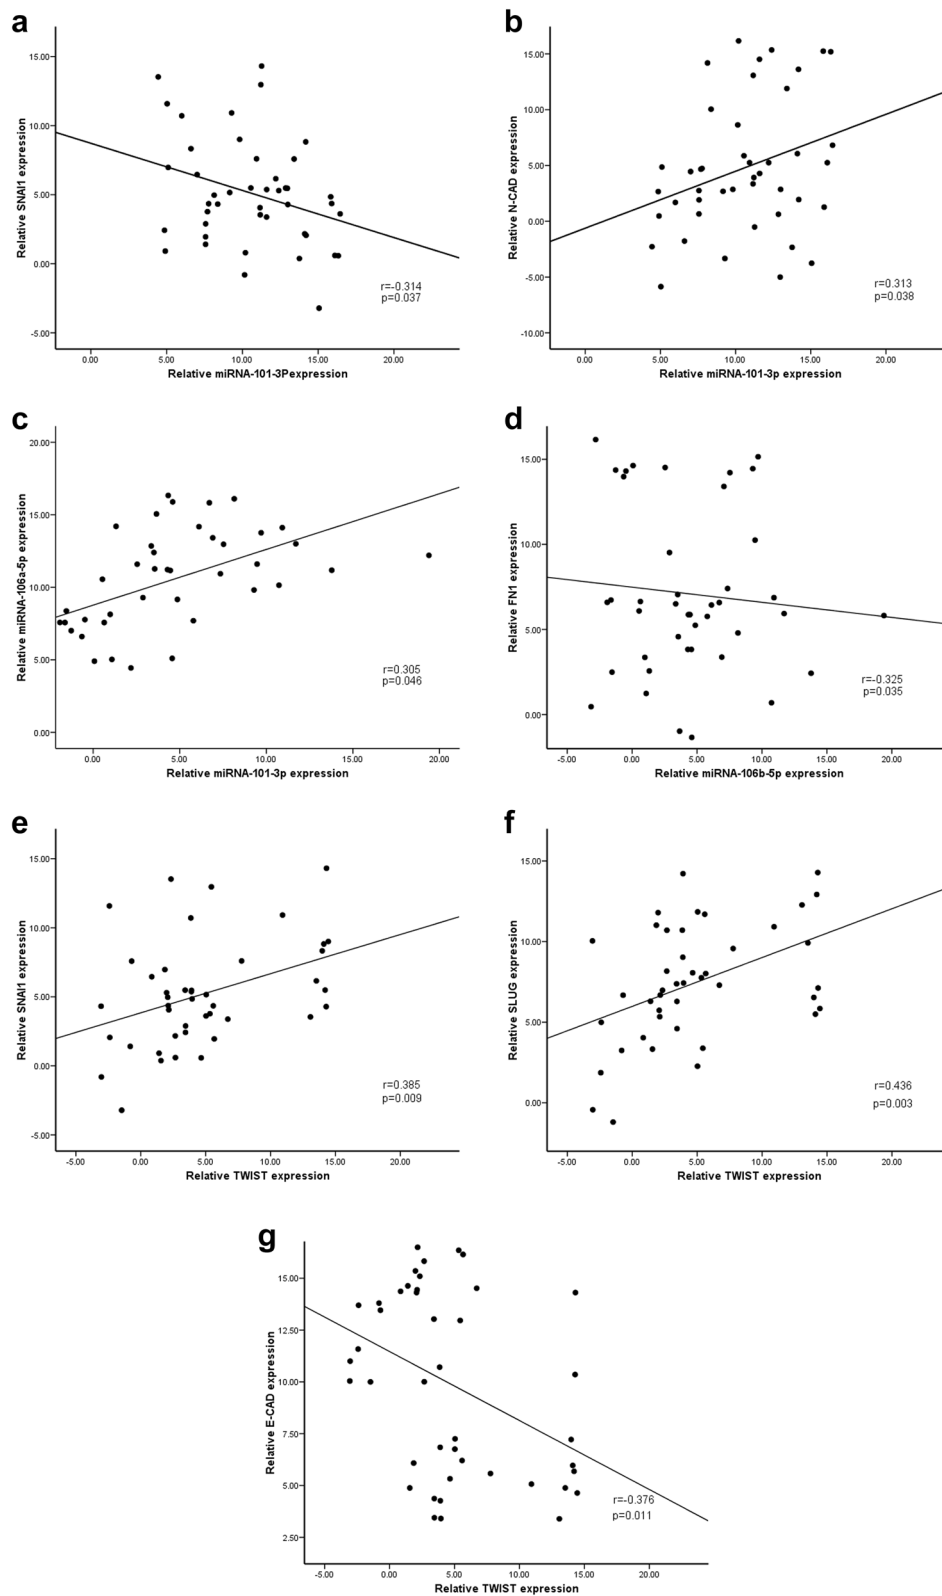 a
Relative SNAI1 expression
15.00
10.00
5.00
0.00
-5.00
0.00 5.00 10.00 15.00 20.00
Relative miRNA-101-3Pexpression
r=-0.314
p=0.037
b
Relative N-CAD expression
15.00
10.00
5.00
0.00
-5.00
-10.00
0.00 5.00 10.00 15.00 20.00
Relative miRNA-101-3p expression
r=0.313
p=0.038
c
Relative miRNA-106a-5p expression
20.00
15.00
10.00
5.00
0.00
0.00 5.00 10.00 15.00 20.00
Relative miRNA-101-3p expression
r=0.305
p=0.046
d
Relative FN1 expression
15.00
10.00
5.00
0.00
-5.00 0.00 5.00 10.00 15.00 20.00
Relative miRNA-106b-5p expression
r=-0.325
p=0.035
e
Relative SNAI1 expression
15.00
10.00
5.00
0.00
-5.00
-5.00 0.00 5.00 10.00 15.00 20.00
Relative TWIST expression
r=0.385
p=0.009
f
Relative SLUG expression
15.00
10.00
5.00
0.00
-5.00 0.00 5.00 10.00 15.00 20.00
Relative TWIST expression
r=0.436
p=0.003
g
Relative E-CAD expression
15.00
12.50
10.00
7.50
5.00
2.50
-5.00 0.00 5.00 10.00 15.00 20.00
Relative TWIST expression
r=-0.376
p=0.011